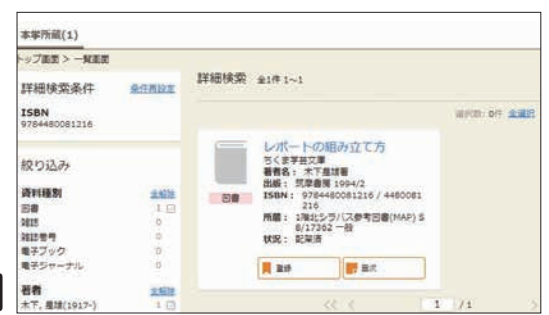 本学所蔵(1)
トップ画面 > 一覧画面
詳細検索条件 条件再設定
ISBN
9784480081216
絞り込み
資料種別 全解除
図書 1
雑誌 0
雑誌巻号 0
電子ブック 0
電子ジャーナル 0
著者 全解除
木下, 是雄(1917-) 1
詳細検索 全1件 1~1
選択数: 0件 全選択
図書
レポートの組み立て方
ちくま学芸文庫
著者名: 木下是雄著
出版: 筑摩書房 1994/2
ISBN: 9784480081216 / 4480081
216
所蔵: 1階北シラバス参考図書(MAP) S
8/17362 一般
状況: 配架済
<< < 1 /1 >